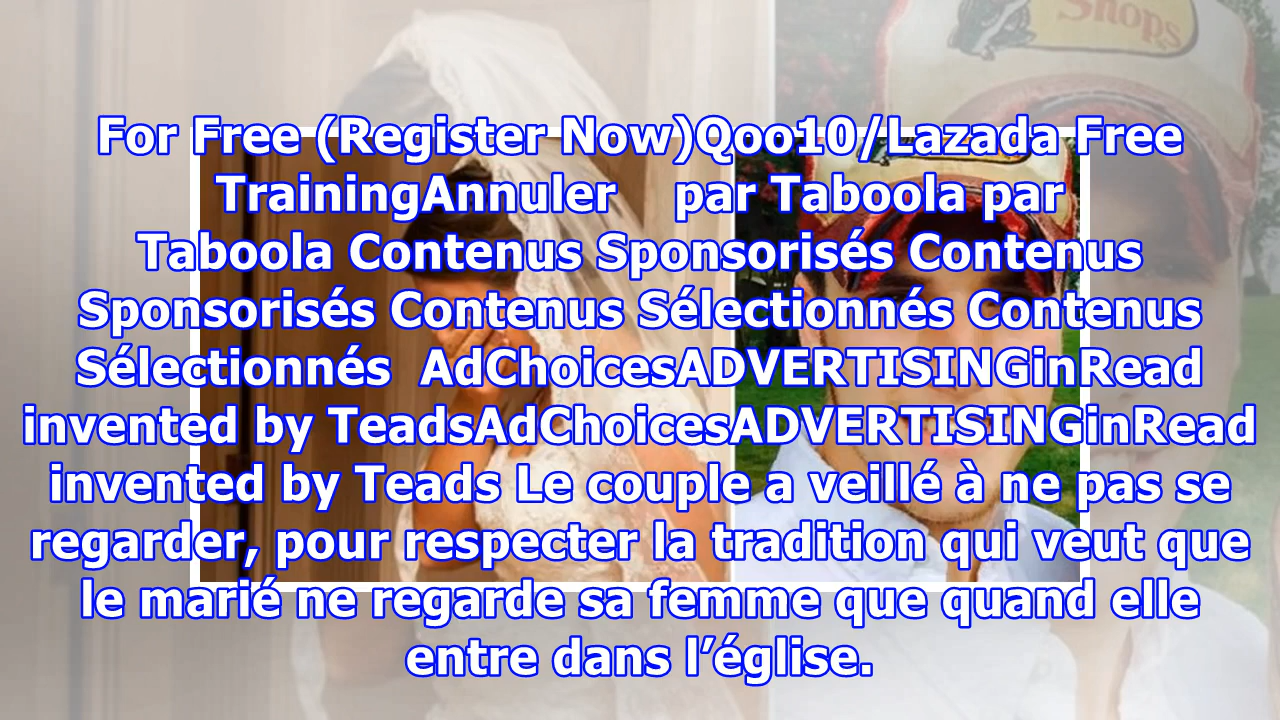 Shops
For Free (Register Now)Qoo10/Lazada Free
TrainingAnnuler    par Taboola par
Taboola Contenus Sponsorisés Contenus
Sponsorisés Contenus Sélectionnés Contenus
Sélectionnés  AdChoicesADVERTISINGinRead
invented by TeadsAdChoicesADVERTISINGinRead
invented by Teads Le couple a veillé à ne pas se
regarder, pour respecter la tradition qui veut que
le marié ne regarde sa femme que quand elle
entre dans l’église.